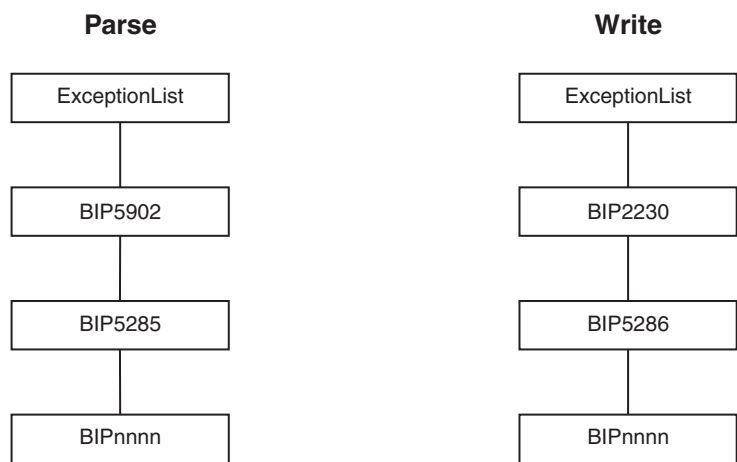 Parse
ExceptionList
BIP5902
BIP5285
BIPnnnn
Write
ExceptionList
BIP2230
BIP5286
BIPnnnn